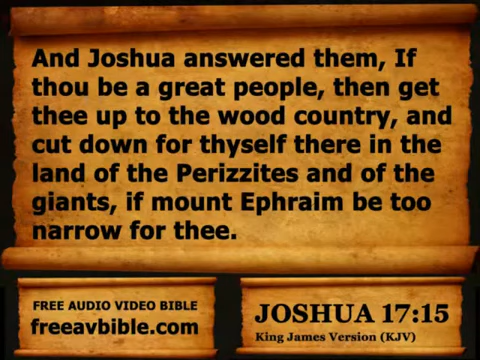 And Joshua answered them, If
thou be a great people, then get
thee up to the wood country, and
cut down for thyself there in the
land of the Perizzites and of the
giants, if mount Ephraim be too
narrow for thee.
FREE AUDIO VIDEO BIBLE
freeavbible.com
JOSHUA 17:15
King James Version (KJV)